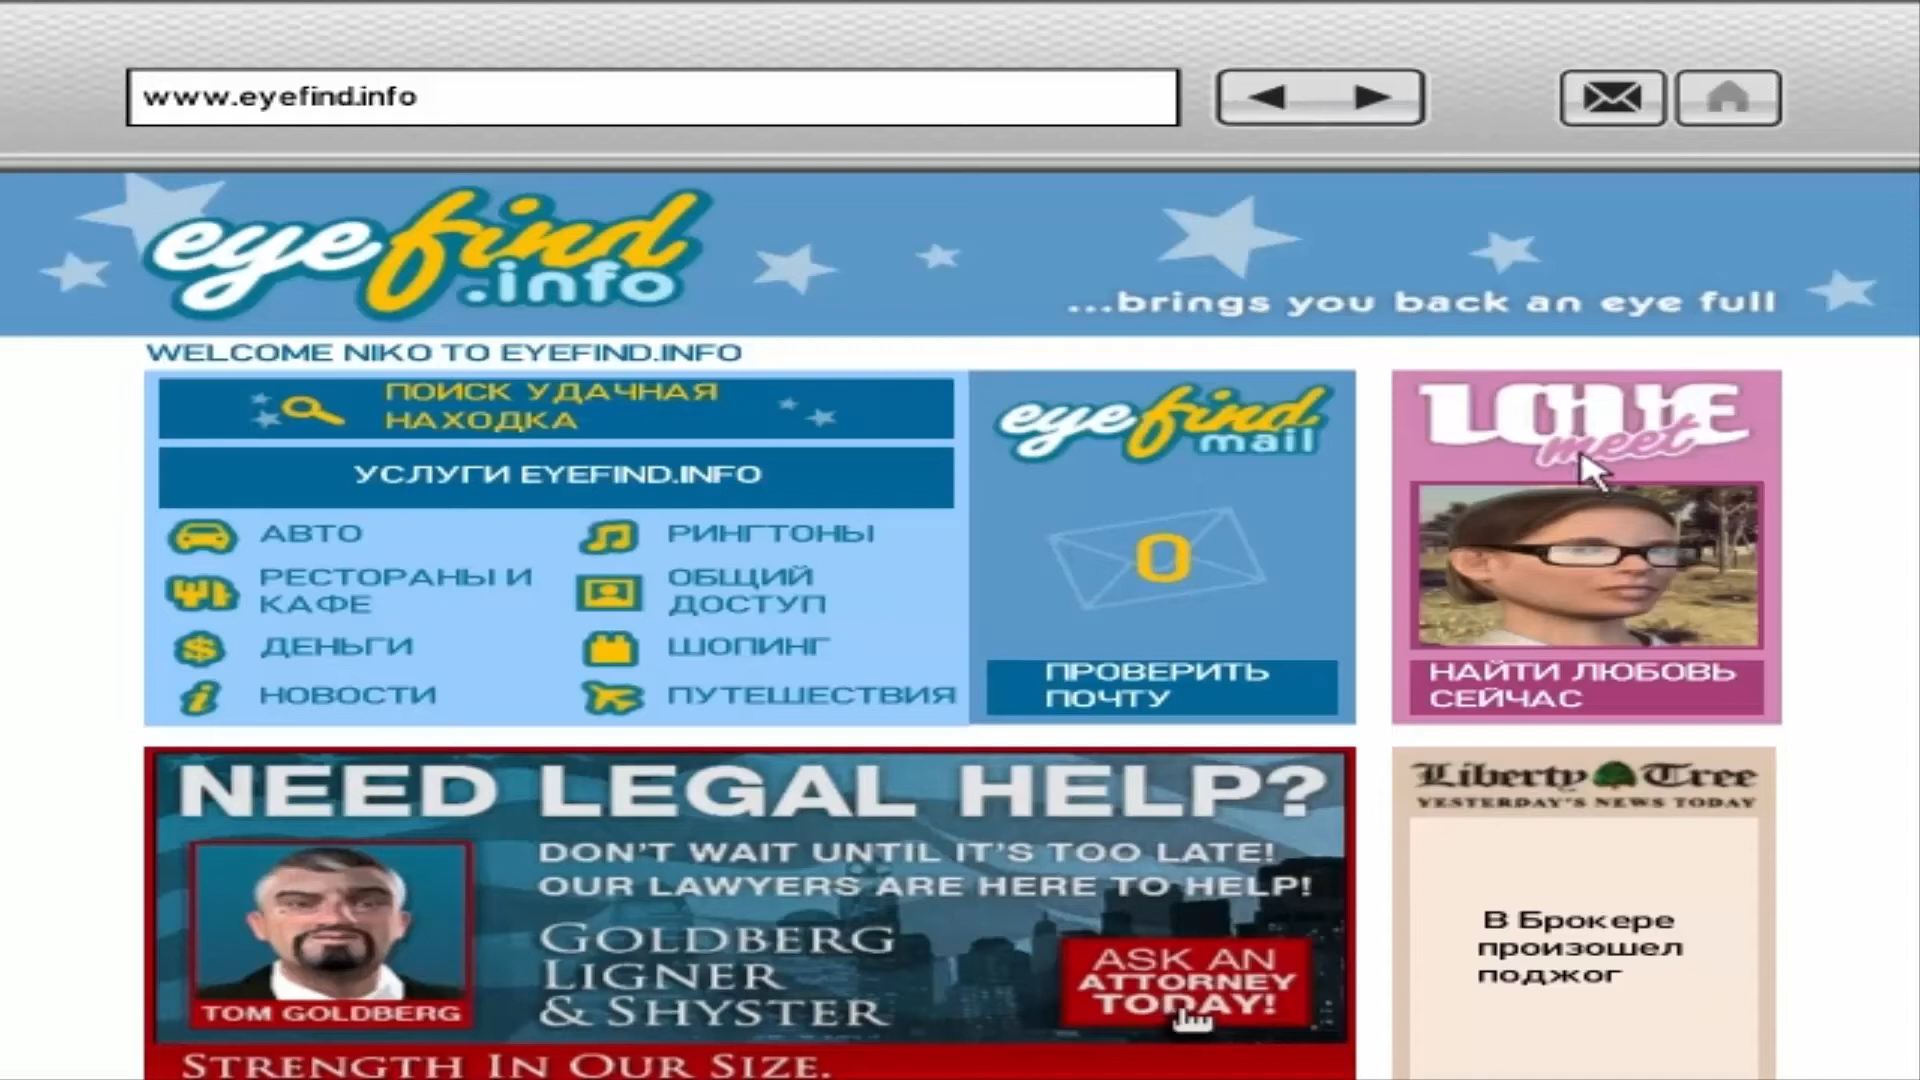 www.eyefind.info
eyefind
.info
...brings you back an eye full
WELCOME NIKO TO EYEFIND.INFO
ПОИСК УДАЧНАЯ
НАХОДКА
УСЛУГИ EYEFIND.INFO
АВТО
РИНГТОНЫ
РЕСТОРАНЫ И
КАФЕ
ОБЩИЙ
ДОСТУП
ДЕНЬГИ
ШОПИНГ
НОВОСТИ
ПУТЕШЕСТВИЯ
eyefind
mail
0
ПРОВЕРИТЬ
ПОЧТУ
LOVE
meet
НАЙТИ ЛЮБОВЬ
СЕЙЧАС
NEED LEGAL HELP?
DON'T WAIT UNTIL IT'S TOO LATE!
OUR LAWYERS ARE HERE TO HELP!
GOLDBERG
LIGNER
& SHYSTER
TOM GOLDBERG
ASK AN
ATTORNEY
TODAY!
STRENGTH IN OUR SIZE.
Liberty Tree
YESTERDAY'S NEWS TODAY
В Брокере
произошел
поджог